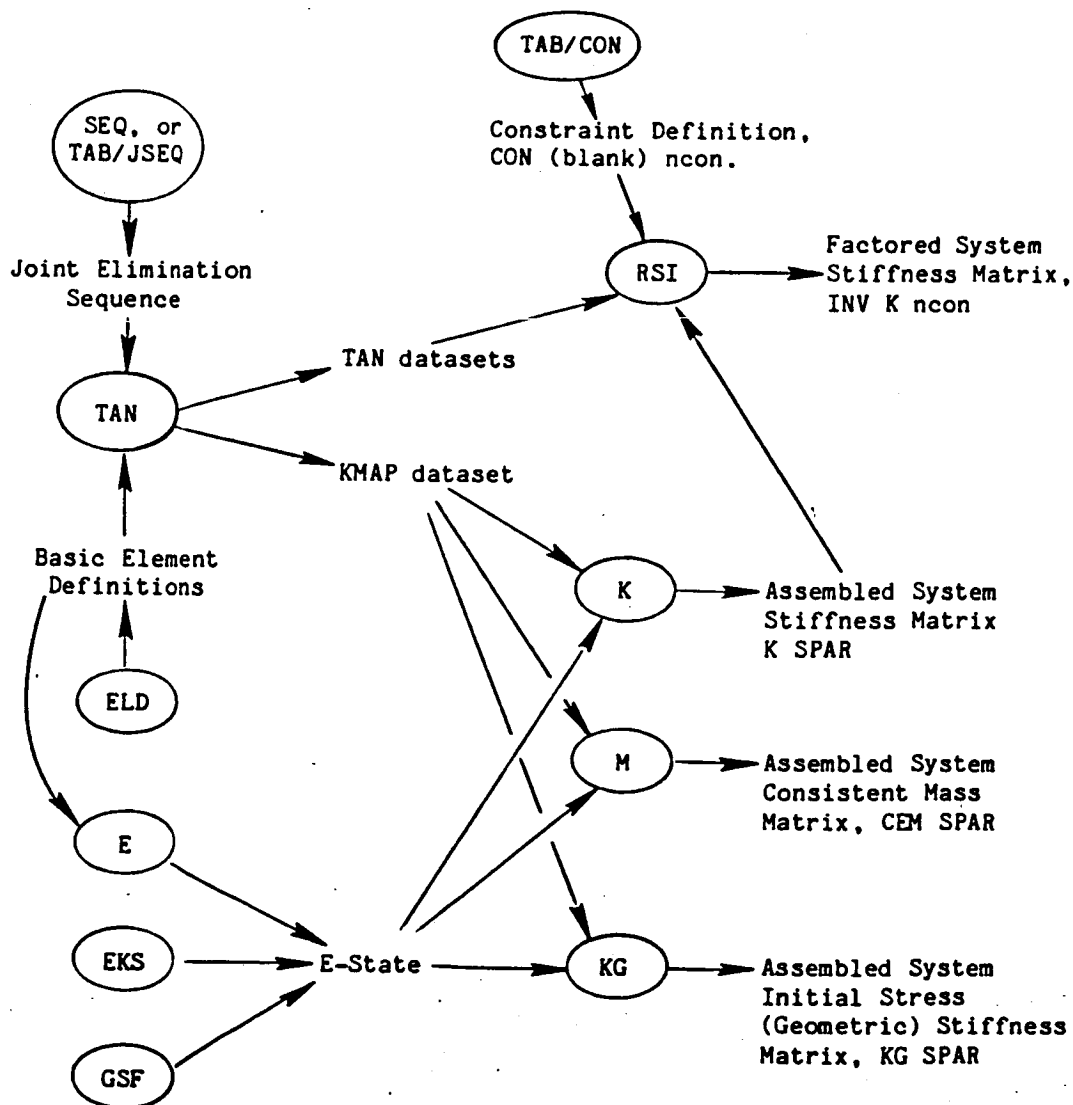 TAB/CON
SEQ, or
TAB/JSEQ
Constraint Definition,
CON (blank) ncon.
Joint Elimination
Sequence
RSI
Factored System
Stiffness Matrix,
INV K ncon
TAN datasets
TAN
KMAP dataset
Basic Element
Definitions
K
Assembled System
Stiffness Matrix
K SPAR
ELD
M
Assembled System
Consistent Mass
Matrix, CEM SPAR
E
EKS
E-State
KG
Assembled System
Initial Stress
(Geometric) Stiffness
Matrix, KG SPAR
GSF